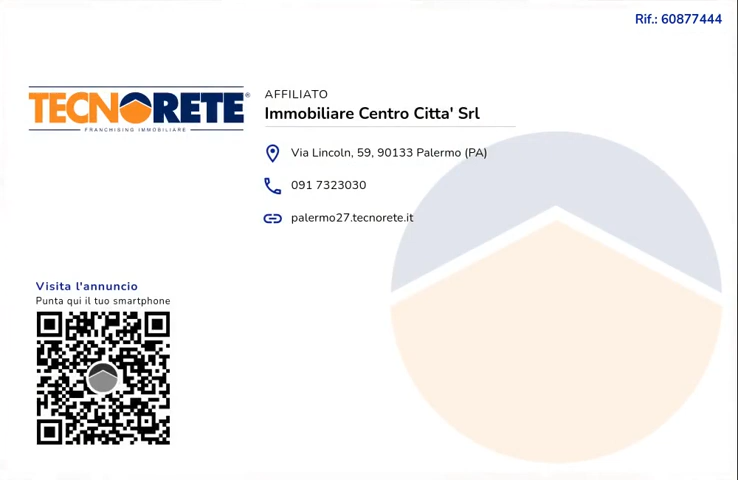 Rif.: 60877444
TECNORETE®
FRANCHISING IMMOBILIARE
AFFILIATO
Immobiliare Centro Citta' Srl
Via Lincoln, 59, 90133 Palermo (PA)
091 7323030
palermo27.tecnorete.it
Visita l'annuncio
Punta qui il tuo smartphone